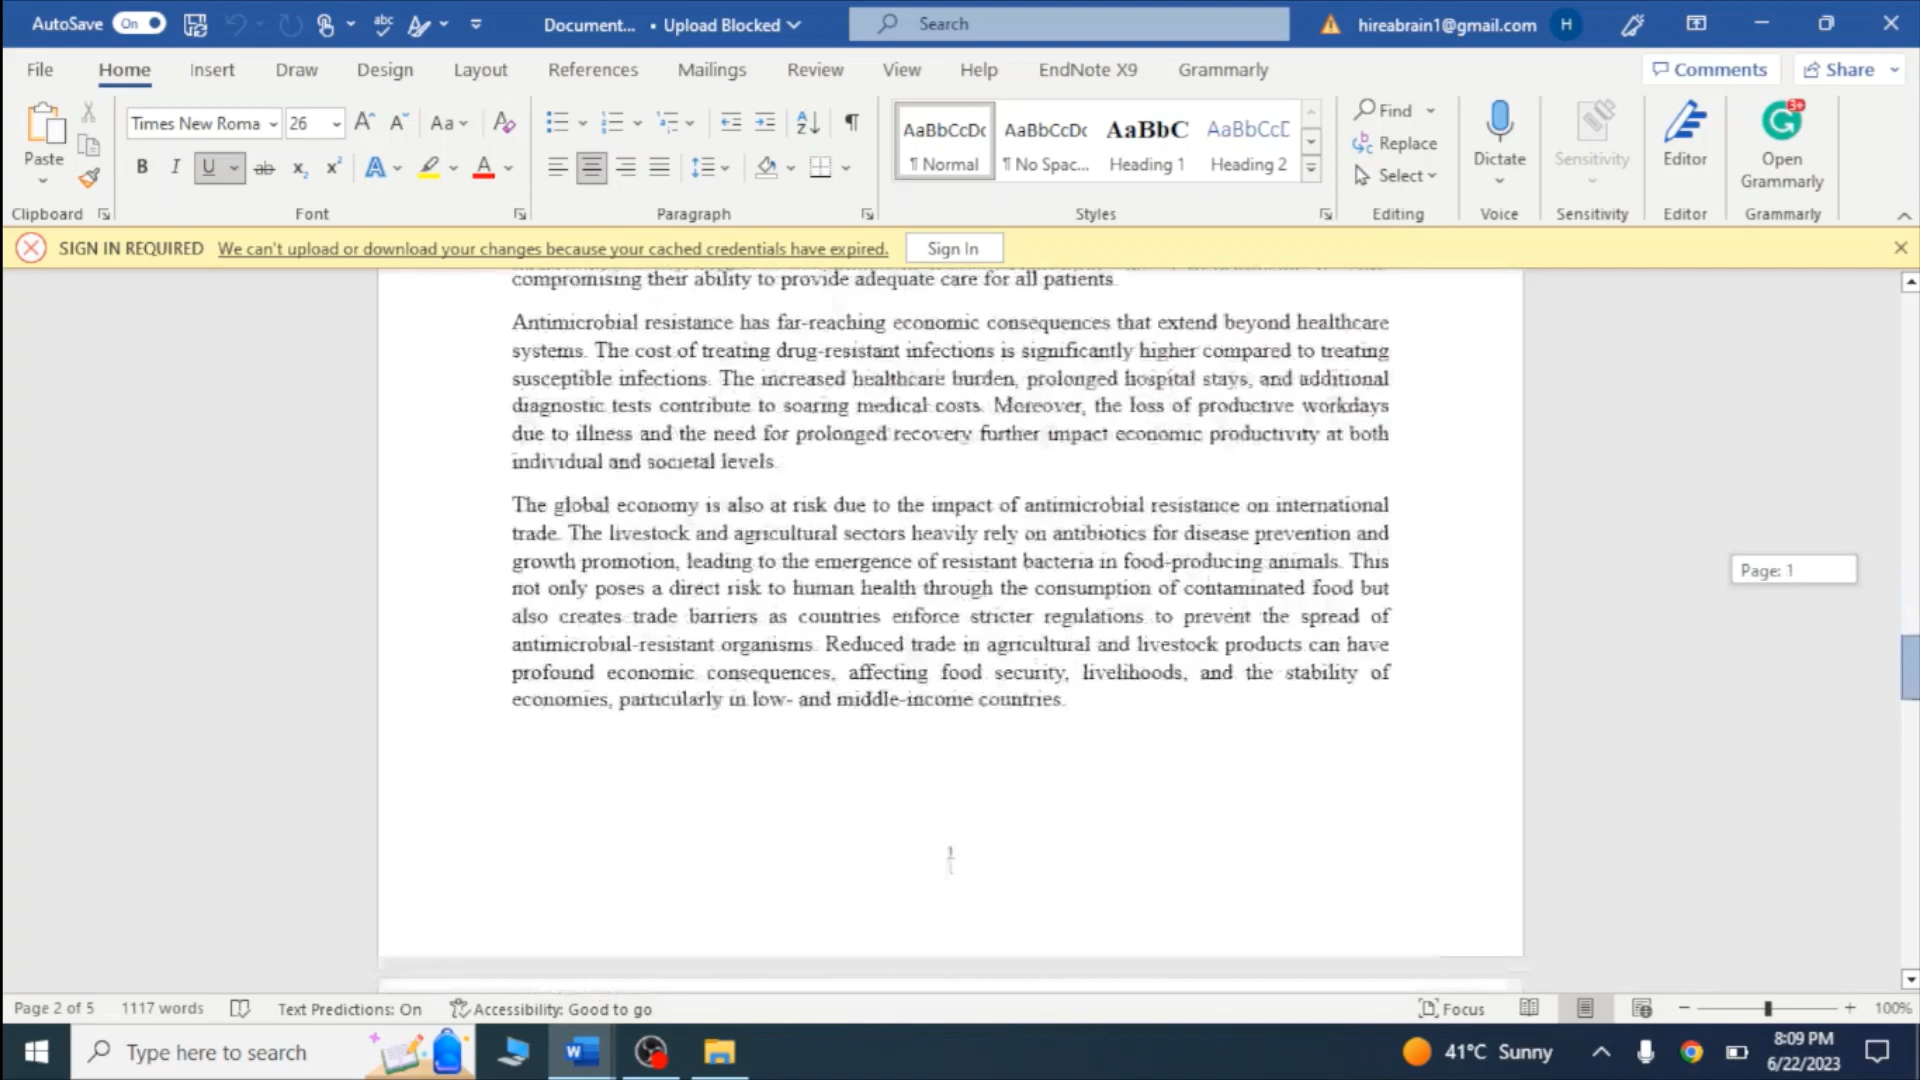 AutoSave On Document... • Upload Blocked Search hireabrain1@gmail.com H
File Home Insert Draw Design Layout References Mailings Review View Help EndNote X9 Grammarly Comments Share
Paste Times New Roma 26 Aa AaBbCcDc AaBbCcDc AaBbC AaBbCcD Find
¶ Normal ¶ No Spac... Heading 1 Heading 2 Replace
Select
Dictate Sensitivity Editor Open
Grammarly
Clipboard Font Paragraph Styles Editing Voice Sensitivity Editor Grammarly
SIGN IN REQUIRED We can't upload or download your changes because your cached credentials have expired. Sign In
compromising their ability to provide adequate care for all patients.
Antimicrobial resistance has far-reaching economic consequences that extend beyond healthcare
systems. The cost of treating drug-resistant infections is significantly higher compared to treating
susceptible infections. The increased healthcare burden, prolonged hospital stays, and additional
diagnostic tests contribute to soaring medical costs. Moreover, the loss of productive workdays
due to illness and the need for prolonged recovery further impact economic productivity at both
individual and societal levels.
The global economy is also at risk due to the impact of antimicrobial resistance on international
trade. The livestock and agricultural sectors heavily rely on antibiotics for disease prevention and
growth promotion, leading to the emergence of resistant bacteria in food-producing animals. This
not only poses a direct risk to human health through the consumption of contaminated food but
also creates trade barriers as countries enforce stricter regulations to prevent the spread of
antimicrobial-resistant organisms. Reduced trade in agricultural and livestock products can have
profound economic consequences, affecting food security, livelihoods, and the stability of
economies, particularly in low- and middle-income countries.
Page: 1
1
Page 2 of 5 1117 words Text Predictions: On Accessibility: Good to go Focus 100%
Type here to search 41°C Sunny 8:09 PM
6/22/2023